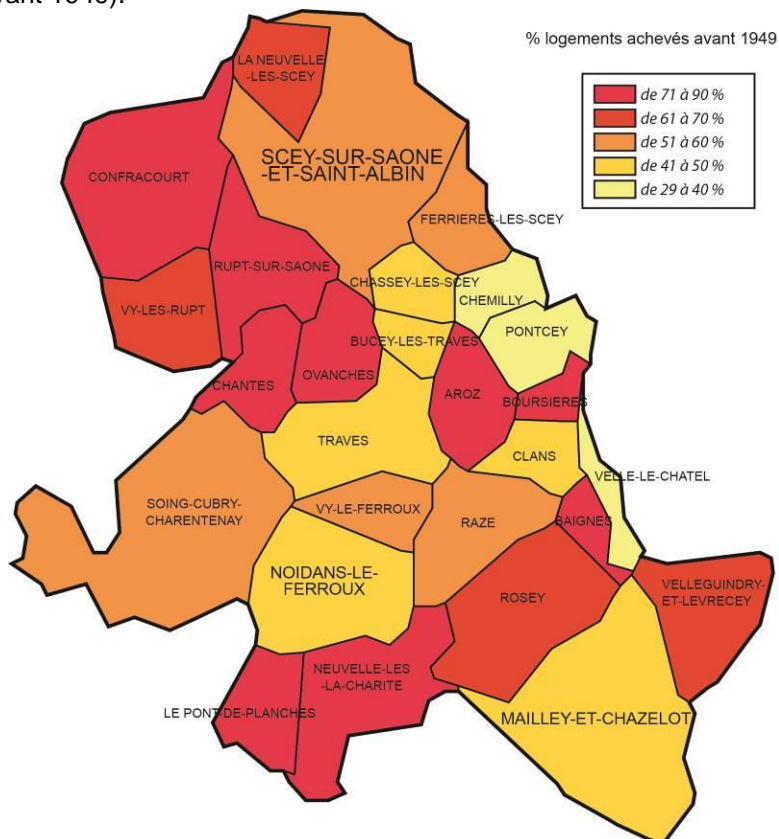 % logements achevés avant 1949
de 71 à 90 %
de 61 à 70 %
de 51 à 60 %
de 41 à 50 %
de 29 à 40 %
LA NEUVELLE
-LES-SCEY
SCEY-SUR-SAONE
-ET-SAINT-ALBIN
CONFRACOURT
FERRIERES-LES-SCEY
RUPT-SUR-SAONE
CHASSEY-LES-SCEY
CHEMILLY
VY-LES-RUPT
PONTCEY
BUCEY-LES-TRAVES
OVANCHES
CHANTES
AROZ
BOURSIERES
TRAVES
CLANS
VELLE-LE-CHATEL
SOING-CUBRY-
CHARENTENAY
VY-LE-FERROUX
RAZE
BAIGNES
NOIDANS-LE-
FERROUX
VELLEGUINDRY-
ET-LEVRECEY
ROSEY
NEUVELLE-LES
-LA-CHARITE
LE PONT-DE-PLANCHES
MAILLEY-ET-CHAZELOT